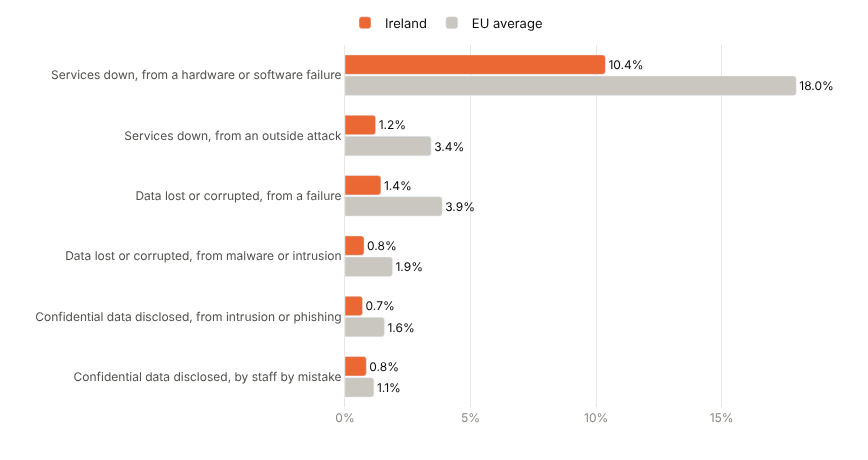 Ireland EU average
Services down, from a hardware or software failure 10.4%
18.0%
Services down, from an outside attack 1.2%
3.4%
Data lost or corrupted, from a failure 1.4%
3.9%
Data lost or corrupted, from malware or intrusion 0.8%
1.9%
Confidential data disclosed, from intrusion or phishing 0.7%
1.6%
Confidential data disclosed, by staff by mistake 0.8%
1.1%
0% 5% 10% 15%